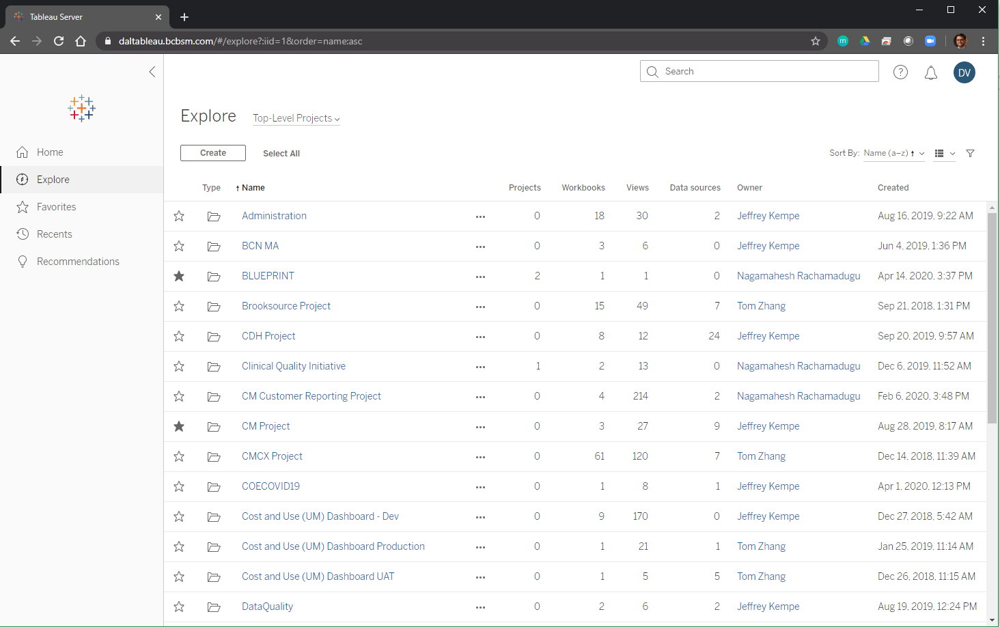 Tableau Server
daltableau.bcbsm.com/#/explore?:iid=1&order=name:asc
m
Search
?
DV
Explore Top-Level Projects
Home
Create Select All Sort By: Name (a–z)
Explore
Type Name Projects Workbooks Views Data sources Owner Created
Favorites
Administration ... 0 18 30 2 Jeffrey Kempe Aug 16, 2019, 9:22 AM
Recents
BCN MA ... 0 3 6 0 Jeffrey Kempe Jun 4, 2019, 1:36 PM
Recommendations
BLUEPRINT ... 2 1 1 0 Nagamahesh Rachamadugu Apr 14, 2020, 3:37 PM
Brooksource Project ... 0 15 49 7 Tom Zhang Sep 21, 2018, 1:31 PM
CDH Project ... 0 8 12 24 Jeffrey Kempe Sep 20, 2019, 9:57 AM
Clinical Quality Initiative ... 1 2 13 0 Nagamahesh Rachamadugu Dec 6, 2019, 11:52 AM
CM Customer Reporting Project ... 0 4 214 2 Nagamahesh Rachamadugu Feb 6, 2020, 3:48 PM
CM Project ... 0 3 27 9 Jeffrey Kempe Aug 28, 2019, 8:17 AM
CMCX Project ... 0 61 120 7 Tom Zhang Dec 14, 2018, 11:39 AM
COECOVID19 ... 0 1 8 1 Jeffrey Kempe Apr 1, 2020, 12:13 PM
Cost and Use (UM) Dashboard - Dev ... 0 9 170 0 Jeffrey Kempe Dec 27, 2018, 5:42 AM
Cost and Use (UM) Dashboard Production ... 0 1 21 1 Tom Zhang Jan 25, 2019, 11:14 AM
Cost and Use (UM) Dashboard UAT ... 0 1 5 5 Tom Zhang Dec 26, 2018, 11:15 AM
DataQuality ... 0 2 6 2 Jeffrey Kempe Aug 19, 2019, 12:24 PM